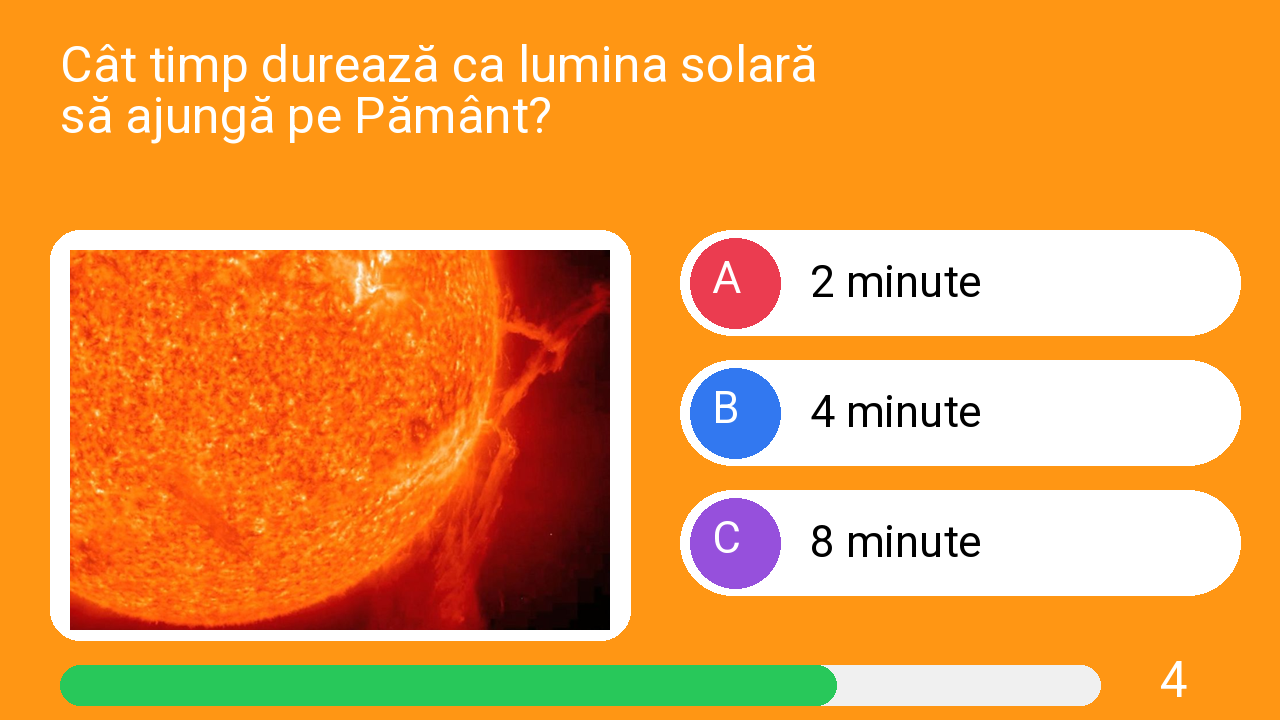 Cât timp durează ca lumina solară
să ajungă pe Pământ?
A 2 minute
B 4 minute
C 8 minute
4